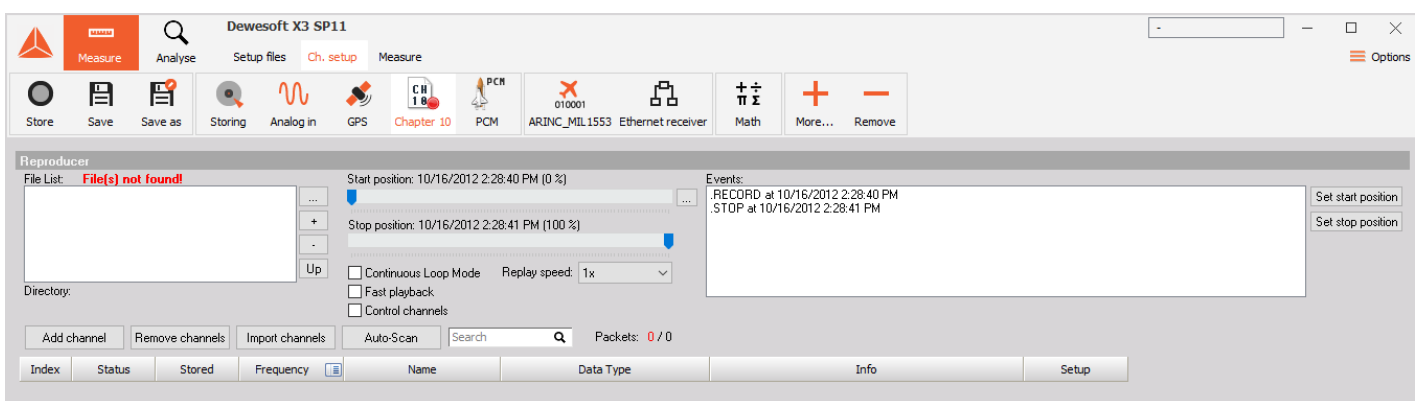 Dewesoft X3 SP11
-
Measure
Analyse
Setup files
Ch. setup
Measure
Options
CH
10
PCM
010001
Store
Save
Save as
Storing
Analog in
GPS
Chapter 10
PCM
ARINC_MIL1553
Ethernet receiver
Math
More...
Remove
Reproducer
File List: File(s) not found!
...
+
-
Up
Directory:
Start position: 10/16/2012 2:28:40 PM (0 %)
...
Stop position: 10/16/2012 2:28:41 PM (100 %)
Continuous Loop Mode
Replay speed: 1x
Fast playback
Control channels
Events:
.RECORD at 10/16/2012 2:28:40 PM
.STOP at 10/16/2012 2:28:41 PM
Set start position
Set stop position
Add channel
Remove channels
Import channels
Auto-Scan
Search
Packets: 0 / 0
Index
Status
Stored
Frequency
Name
Data Type
Info
Setup